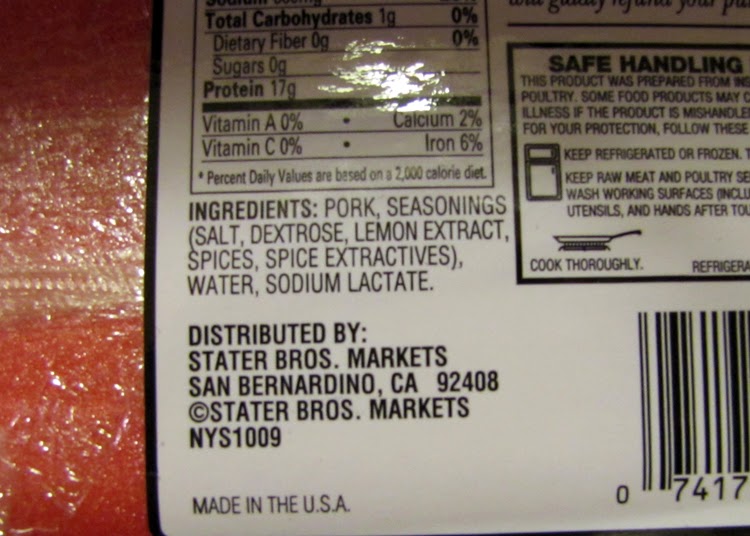 Total Carbohydrates 1g 0%
Dietary Fiber 0g 0%
Sugars 0g
Protein 17g
Vitamin A 0% • Calcium 2%
Vitamin C 0% • Iron 6%
* Percent Daily Values are based on a 2,000 calorie diet.
INGREDIENTS: PORK, SEASONINGS
(SALT, DEXTROSE, LEMON EXTRACT,
SPICES, SPICE EXTRACTIVES),
WATER, SODIUM LACTATE.
DISTRIBUTED BY:
STATER BROS. MARKETS
SAN BERNARDINO, CA 92408
©STATER BROS. MARKETS
NYS1009
MADE IN THE U.S.A.
SAFE HANDLING
THIS PRODUCT WAS PREPARED FROM
POULTRY. SOME FOOD PRODUCTS MAY
ILLNESS IF THE PRODUCT IS
FOR YOUR PROTECTION, FOLLOW THESE
KEEP REFRIGERATED OR FROZEN.
KEEP RAW MEAT AND POULTRY
WASH WORKING SURFACES
UTENSILS, AND HANDS AFTER
COOK THOROUGHLY.
0 7417